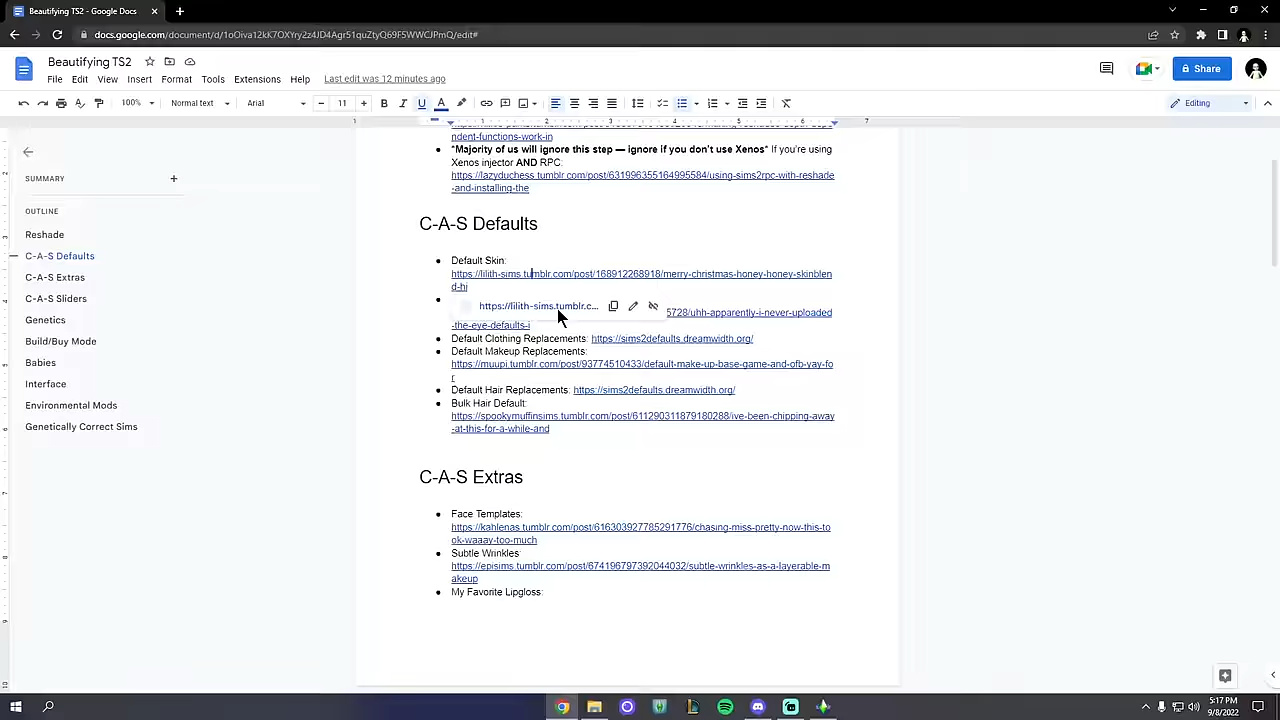 Beautifying TS2
docs.google.com/document/d/1oOiva12kK7OXYry2z4JD4Agr51quZtyQ69F5WWCJPmQ/edit#
Beautifying TS2
File Edit View Insert Format Tools Extensions Help Last edit was 12 minutes ago
Share
100% Normal text Arial 11 Editing
1 1 2 3 4 5 6 7
SUMMARY
OUTLINE
Reshade
C-A-S Defaults
C-A-S Extras
C-A-S Sliders
Genetics
Build/Buy Mode
Babies
Interface
Environmental Mods
Genetically Correct Sims
ndent-functions-work-in
*Majority of us will ignore this step — ignore if you don't use Xenos* If you're using
Xenos injector AND RPC:
https://lazyduchess.tumblr.com/post/631996355164995584/using-sims2rpc-with-reshade
-and-installing-the
C-A-S Defaults
Default Skin:
https://lilith-sims.tumblr.com/post/168912268918/merry-christmas-honey-honey-skinblen
d-hi
https://lilith-sims.tumblr.c...
5728/uhh-apparently-i-never-uploaded
-the-eye-defaults-i
Default Clothing Replacements: https://sims2defaults.dreamwidth.org/
Default Makeup Replacements:
https://muupi.tumblr.com/post/93774510433/default-make-up-base-game-and-ofb-yay-fo
r
Default Hair Replacements: https://sims2defaults.dreamwidth.org/
Bulk Hair Default:
https://spookymuffinsims.tumblr.com/post/611290311879180288/ive-been-chipping-away
-at-this-for-a-while-and
C-A-S Extras
Face Templates:
https://kahlenas.tumblr.com/post/616303927785291776/chasing-miss-pretty-now-this-to
ok-waaay-too-much
Subtle Wrinkles:
https://episims.tumblr.com/post/674196797392044032/subtle-wrinkles-as-a-layerable-m
akeup
My Favorite Lipgloss:
5:17 PM
9/8/2022